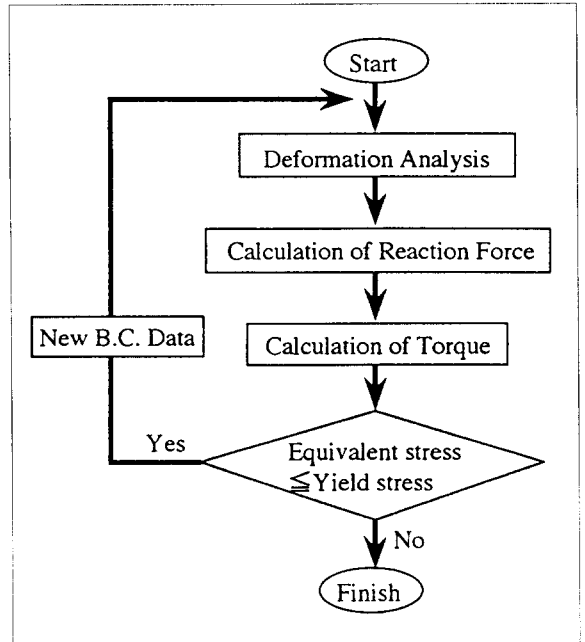 Start
Deformation Analysis
Calculation of Reaction Force
New B.C. Data
Calculation of Torque
Yes
Equivalent stress
≦Yield stress
No
Finish